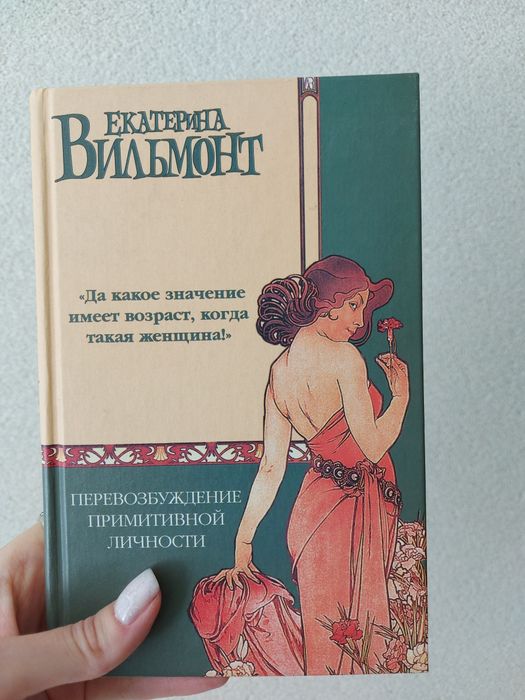 ЕКАТЕРИНА
ВИЛЬМОНТ
«Да какое значение
имеет возраст, когда
такая женщина!»
ПЕРЕВОЗБУЖДЕНИЕ
ПРИМИТИВНОЙ
ЛИЧНОСТИ